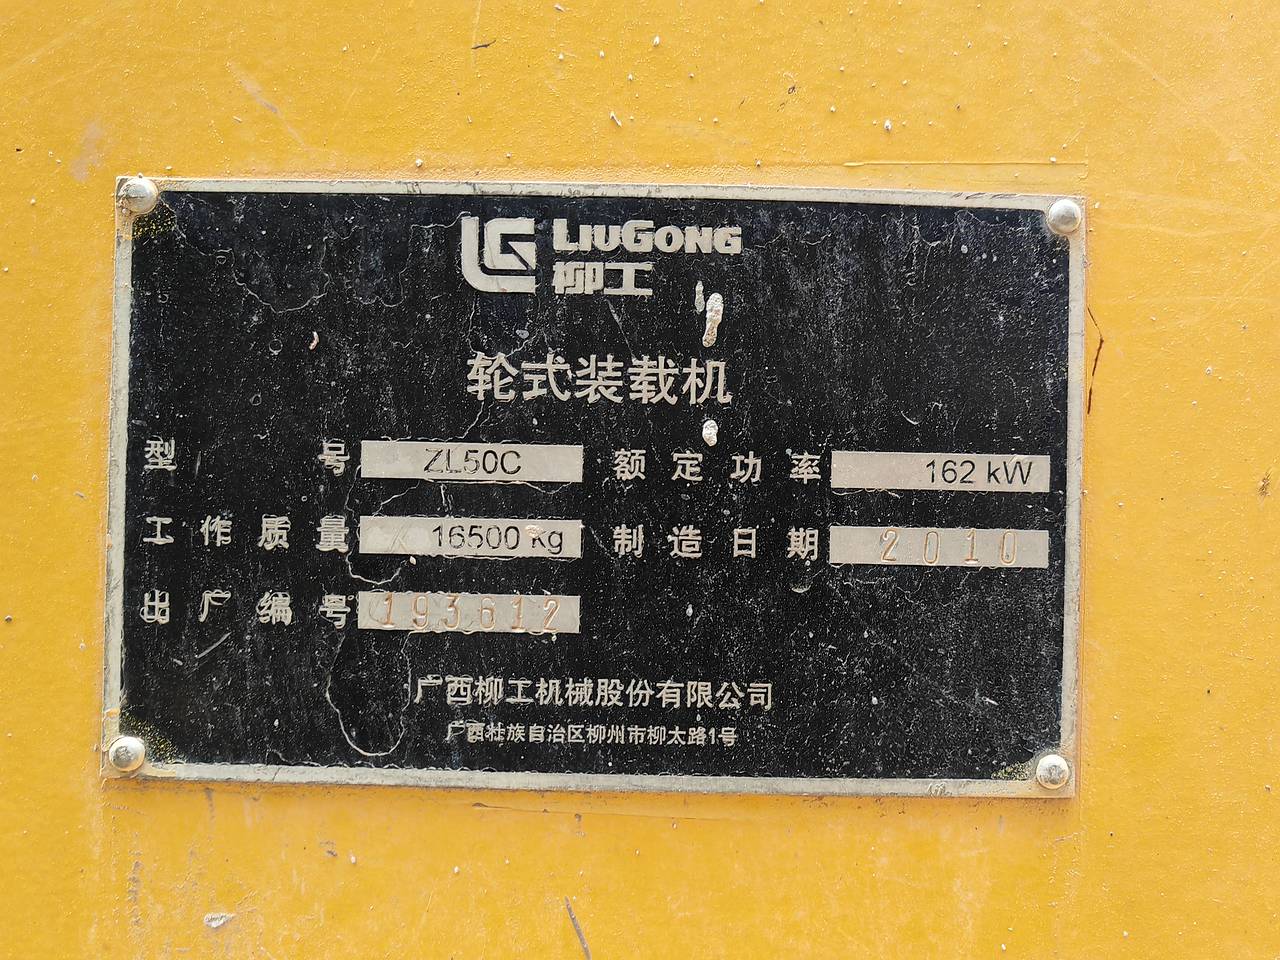 LG LIUGONG
柳工
轮式装载机
型号 ZL50C 额定功率 162 kW
工作质量 16500 kg 制造日期 2010
出厂编号 193612
广西柳工机械股份有限公司
广西壮族自治区柳州市柳太路1号